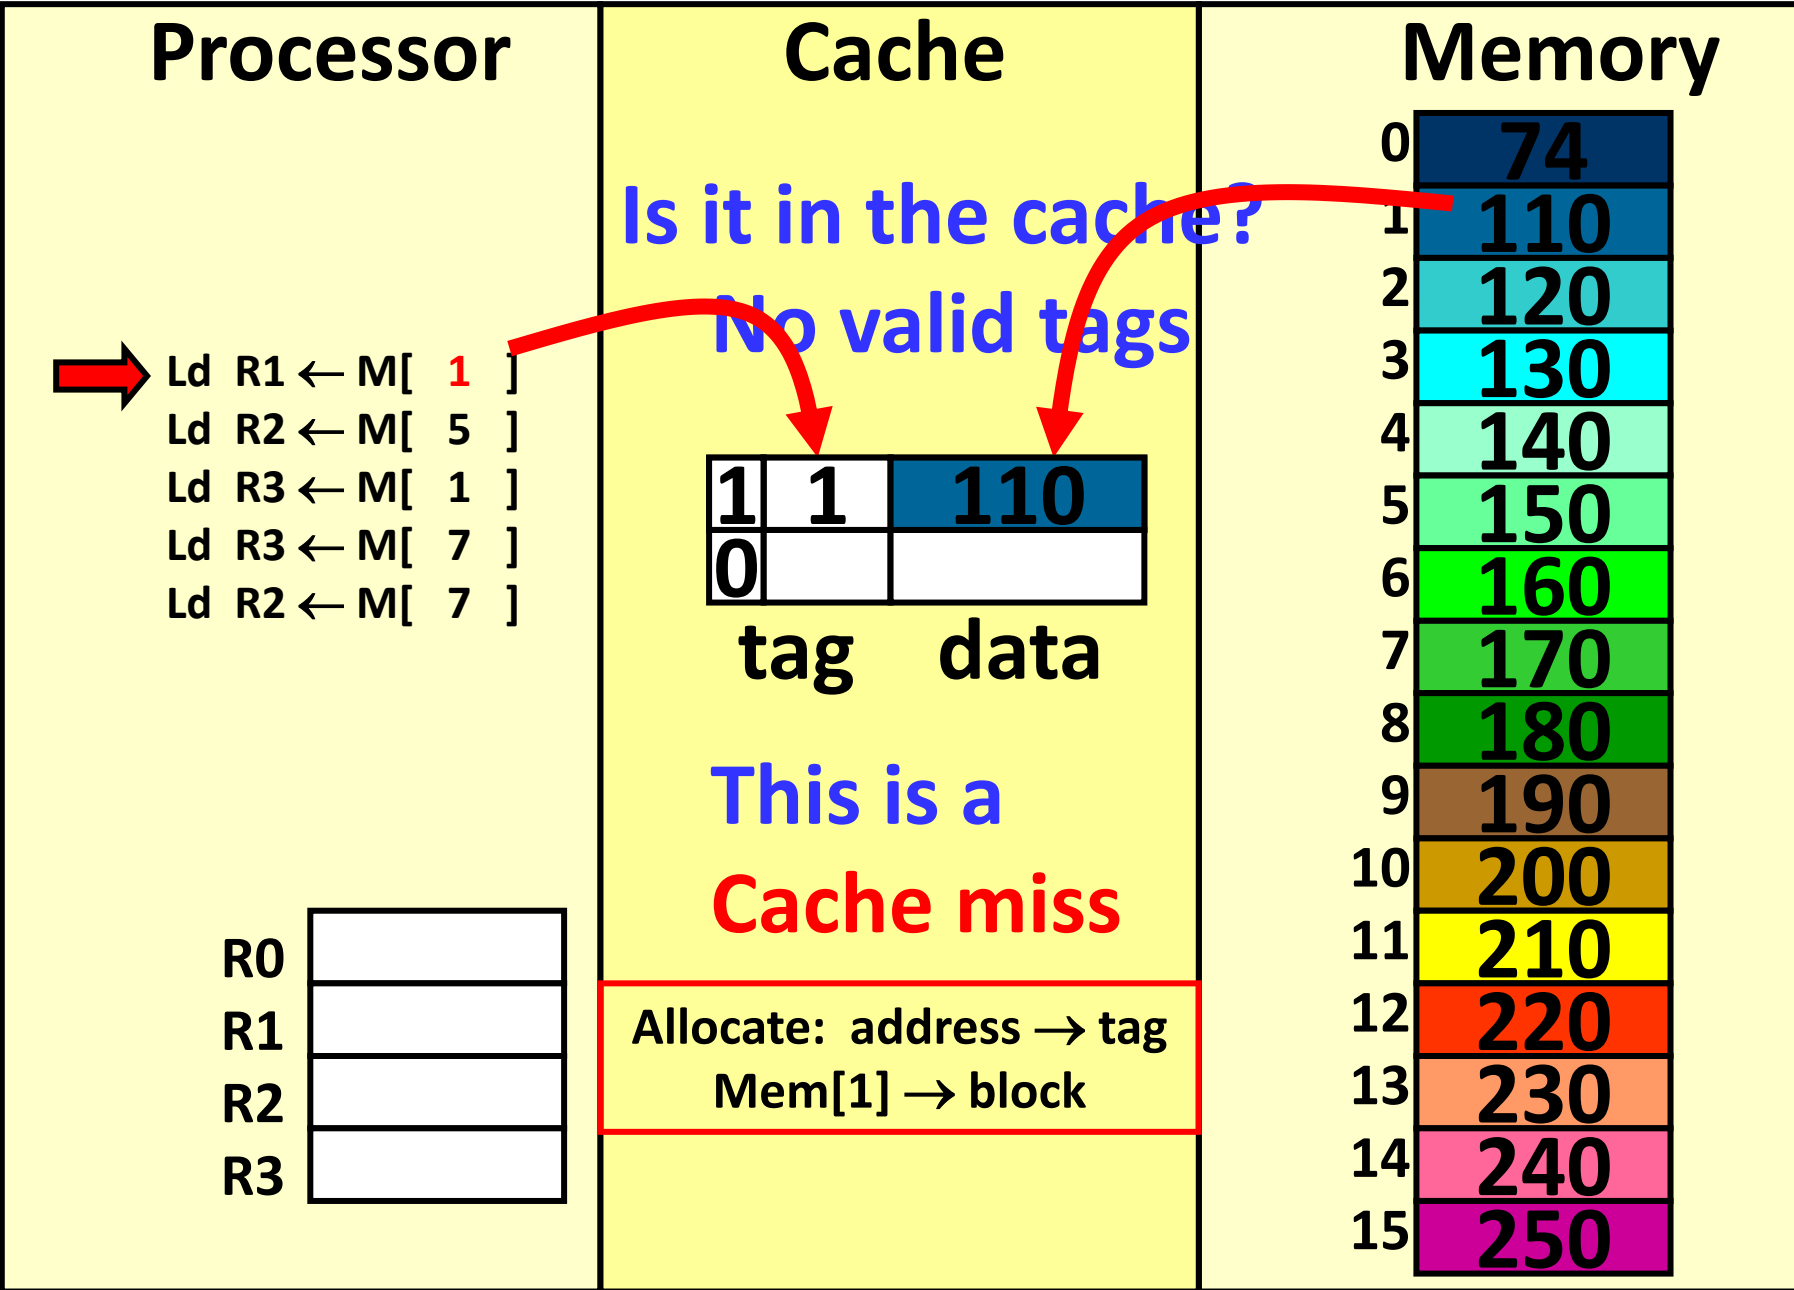 Processor
Cache
Memory
Is it in the cache?
No valid tags
Ld R1 ← M[ 1 ]
Ld R2 ← M[ 5 ]
Ld R3 ← M[ 1 ]
Ld R3 ← M[ 7 ]
Ld R2 ← M[ 7 ]
R0
R1
R2
R3
1 1 110
0
tag data
This is a
Cache miss
Allocate: address → tag
Mem[1] → block
0 74
1 110
2 120
3 130
4 140
5 150
6 160
7 170
8 180
9 190
10 200
11 210
12 220
13 230
14 240
15 250